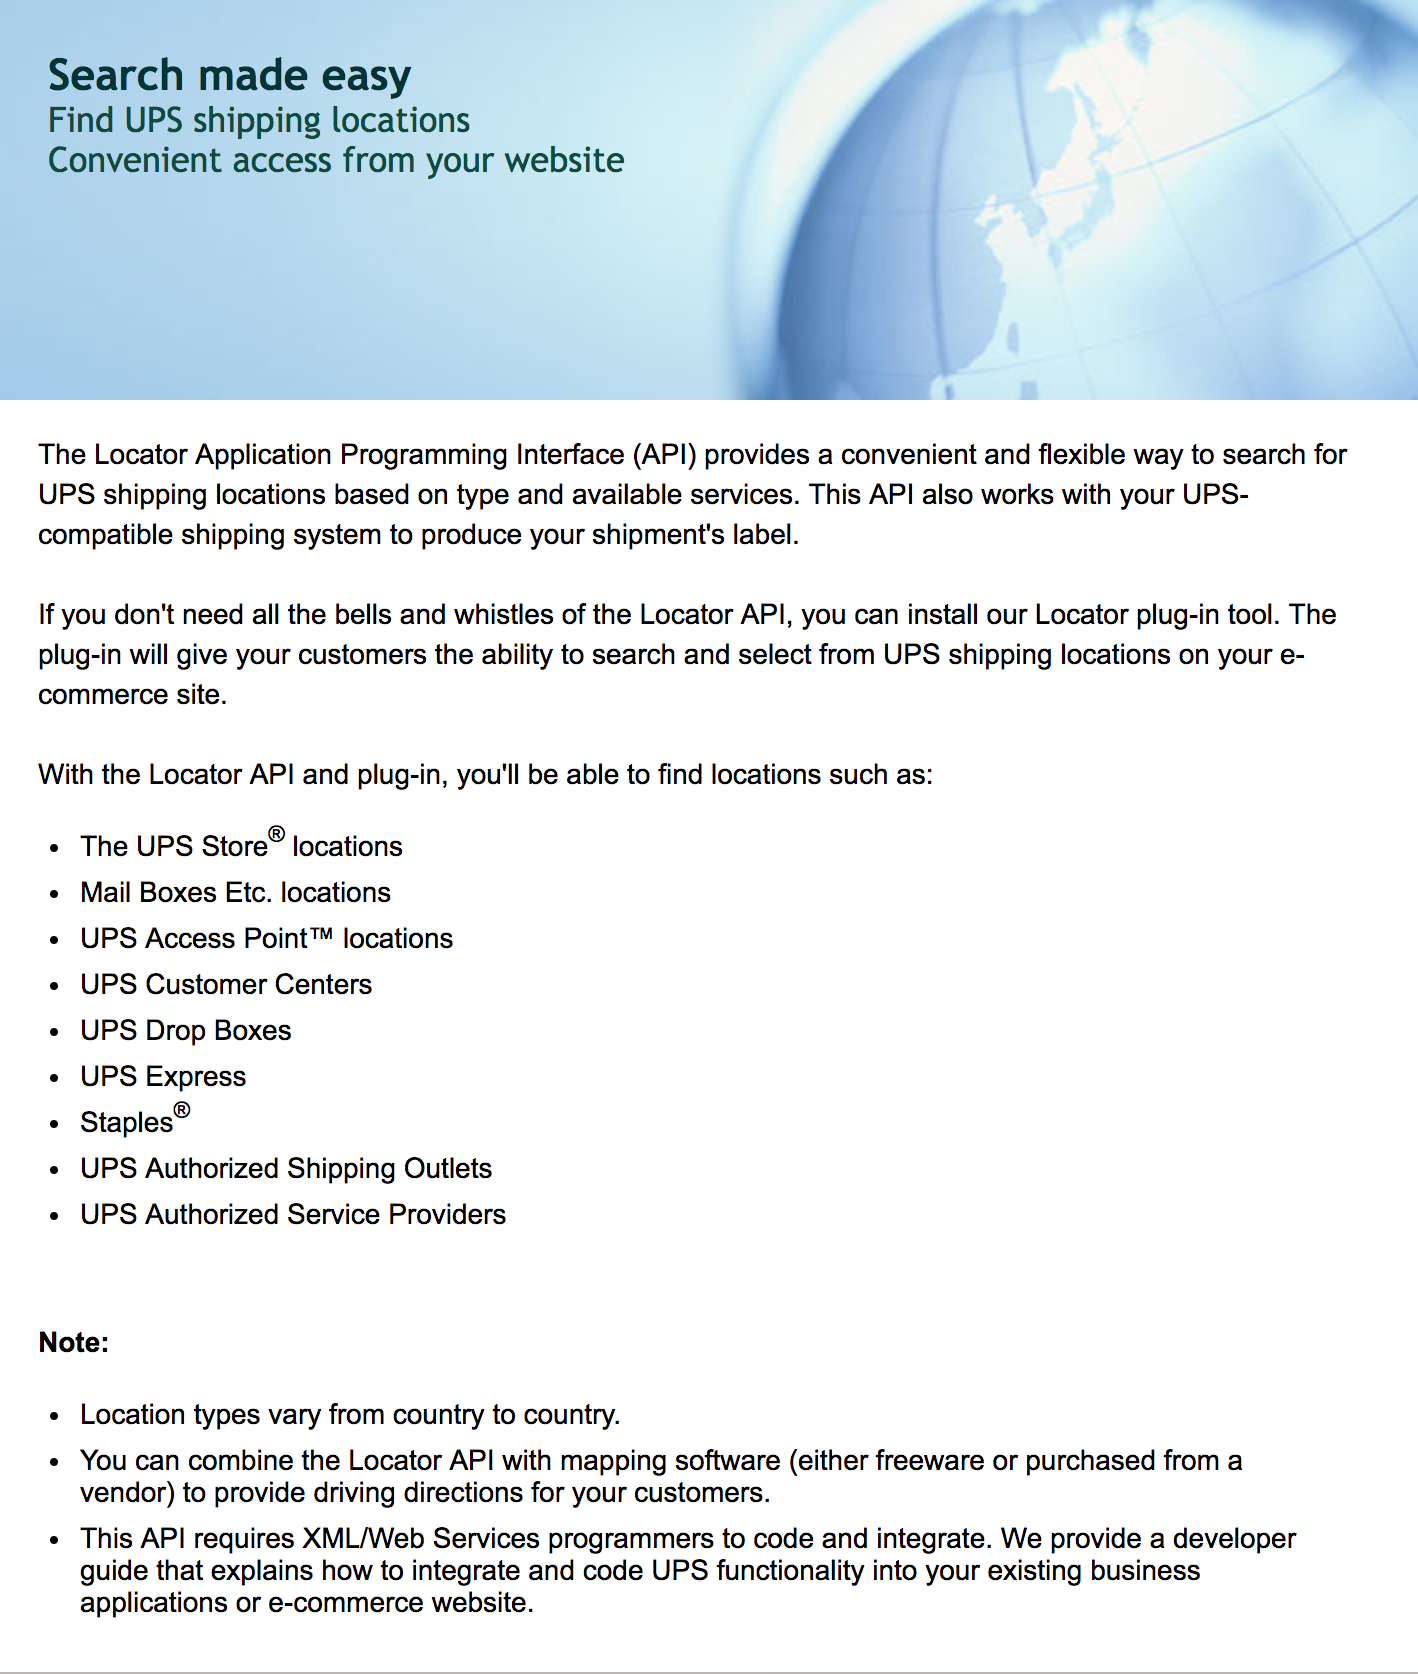 Search made easy
Find UPS shipping locations
Convenient access from your website
The Locator Application Programming Interface (API) provides a convenient and flexible way to search for
UPS shipping locations based on type and available services. This API also works with your UPS-
compatible shipping system to produce your shipment's label.
If you don't need all the bells and whistles of the Locator API, you can install our Locator plug-in tool. The
plug-in will give your customers the ability to search and select from UPS shipping locations on your e-
commerce site.
With the Locator API and plug-in, you'll be able to find locations such as:
• The UPS Store® locations
• Mail Boxes Etc. locations
• UPS Access Point™ locations
• UPS Customer Centers
• UPS Drop Boxes
• UPS Express
• Staples®
• UPS Authorized Shipping Outlets
• UPS Authorized Service Providers
Note:
• Location types vary from country to country.
• You can combine the Locator API with mapping software (either freeware or purchased from a
vendor) to provide driving directions for your customers.
• This API requires XML/Web Services programmers to code and integrate. We provide a developer
guide that explains how to integrate and code UPS functionality into your existing business
applications or e-commerce website.